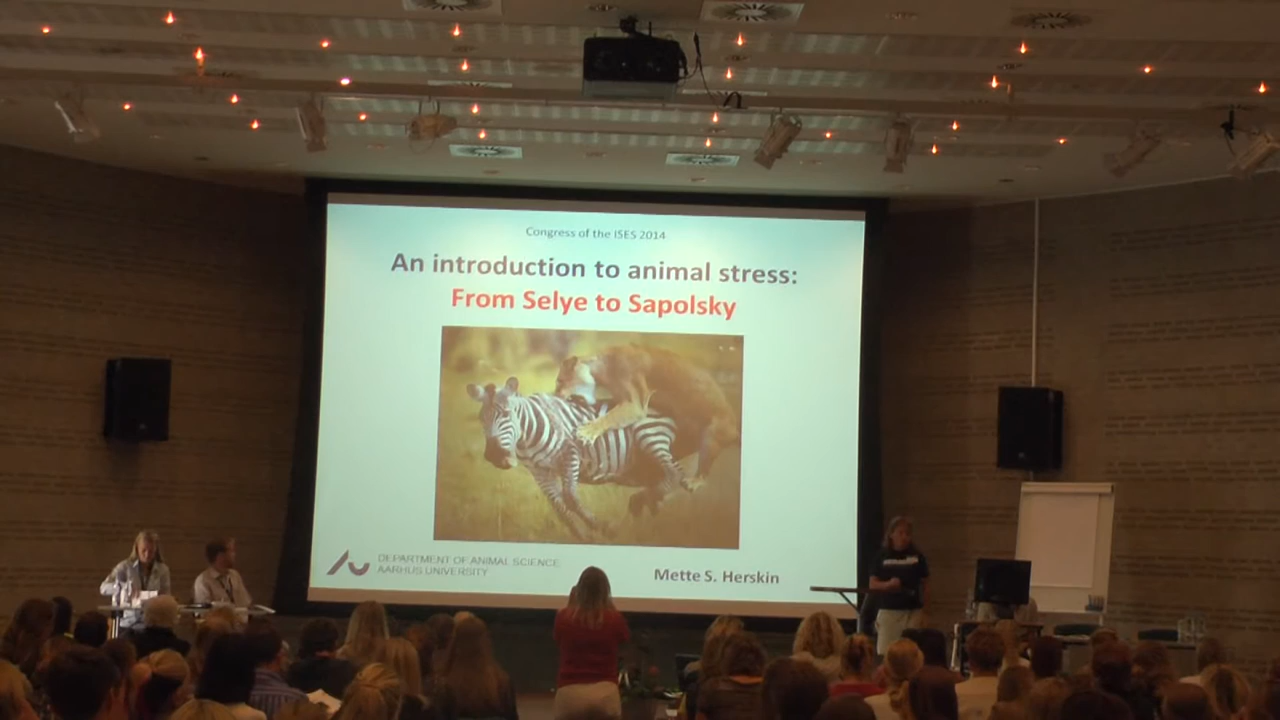 Congress of the ISES 2014
An introduction to animal stress:
From Selye to Sapolsky
DEPARTMENT OF ANIMAL SCIENCE
AARHUS UNIVERSITY
Mette S. Herskin